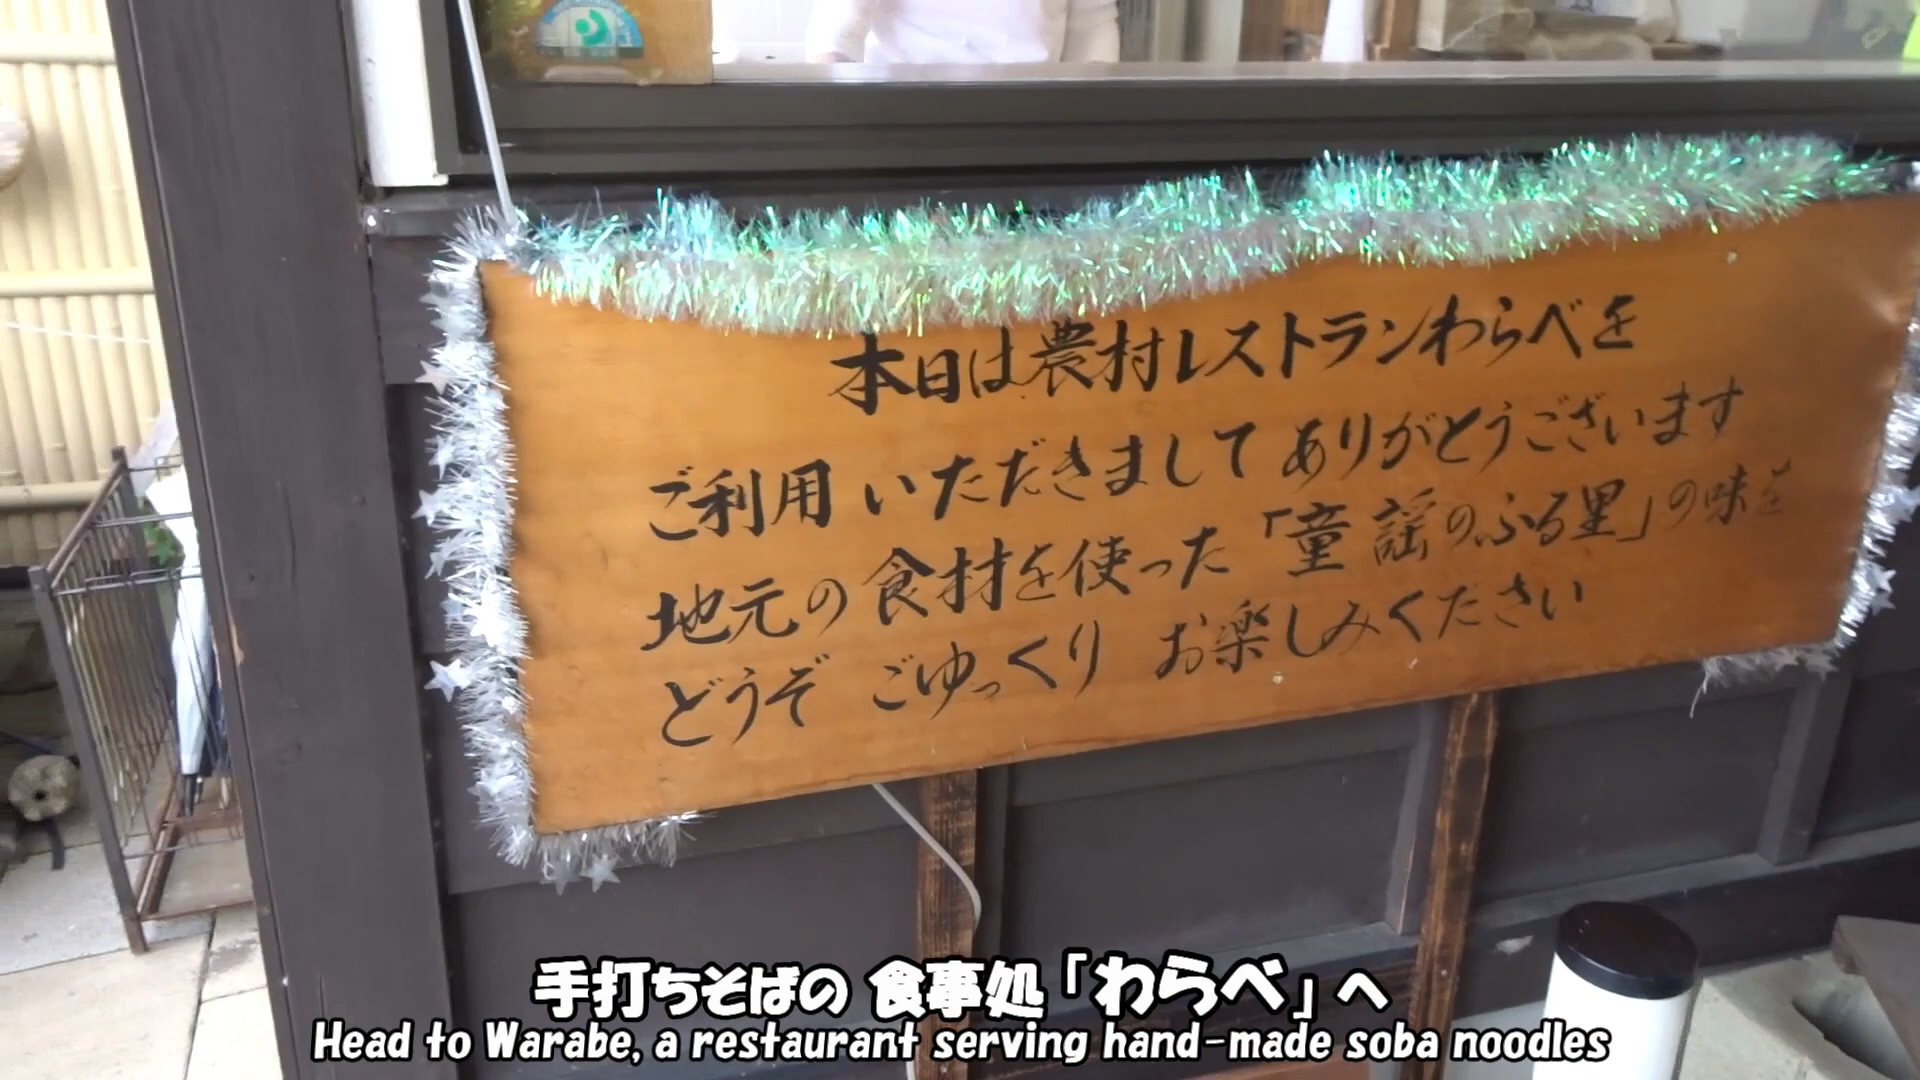 本日は農村レストランわらべを
ご利用 いただきまして ありがとうございます
地元の食材を使った「童謡のふる里」の味を
どうぞ ごゆっくり お楽しみください
手打ちそばの 食事処「わらべ」へ
Head to Warabe, a restaurant serving hand-made soba noodles